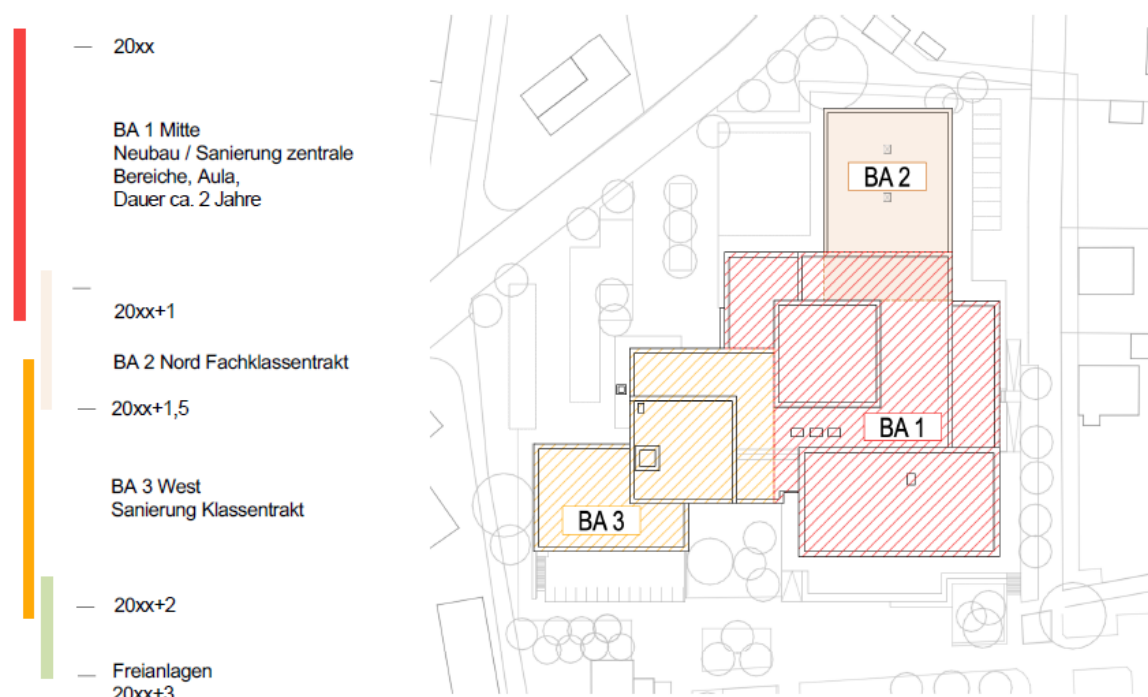 20xx
BA 1 Mitte
Neubau / Sanierung zentrale
Bereiche, Aula,
Dauer ca. 2 Jahre
20xx+1
BA 2 Nord Fachklassentrakt
20xx+1,5
BA 3 West
Sanierung Klassentrakt
20xx+2
Freianlagen
20xx+3
BA 2
BA 1
BA 3